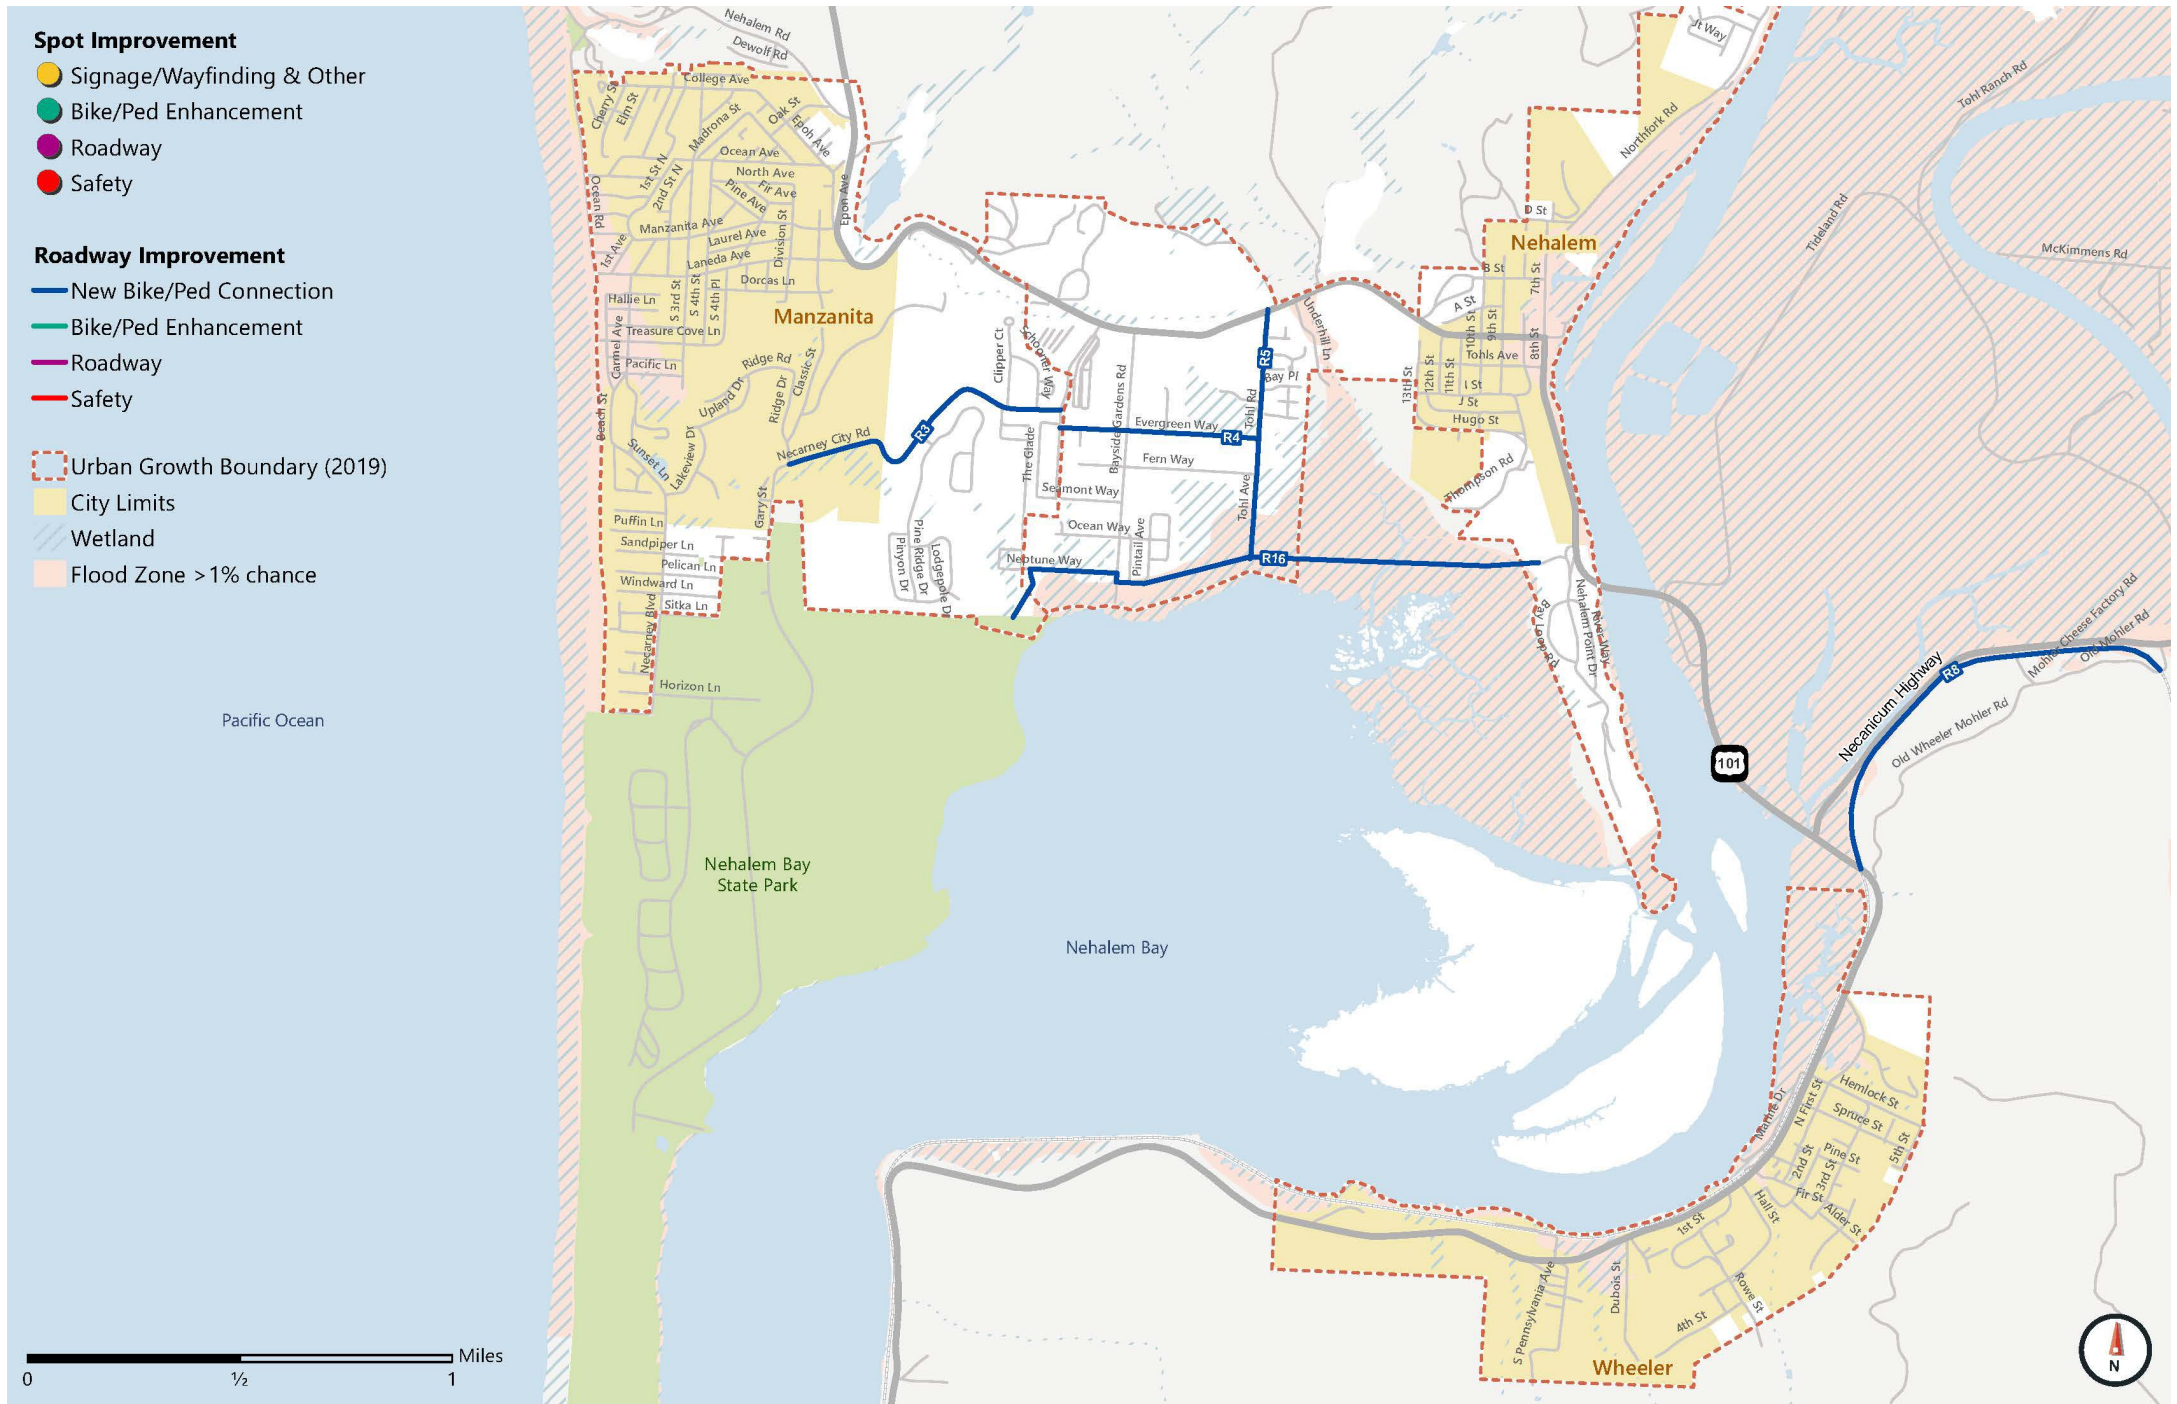 Spot Improvement
Signage/Wayfinding & Other
Bike/Ped Enhancement
Roadway
Safety
Roadway Improvement
New Bike/Ped Connection
Bike/Ped Enhancement
Roadway
Safety
Urban Growth Boundary (2019)
City Limits
Wetland
Flood Zone >1% chance
Nehalem Rd
Dewolf Rd
College Ave
Cherry St
Elm St
Madrona St
Oak St
Epoh Ave
Ocean Ave
1st St N
2nd St N
North Ave
Fir Ave
Pine Ave
Ocean Rd
Epon Ave
Manzanita Ave
Laurel Ave
Division St
1st Ave
Laneda Ave
Dorcas Ln
Hallie Ln
S 3rd St
S 4th St
S 4th Pl
Manzanita
Treasure Cove Ln
Carmel Ave
Pacific Ln
Ridge Rd
Classic St
Upland Dr
Ridge Dr
Beach St
Sunset Ln
Lakeview Dr
Necarney City Rd
Gary St
Puffin Ln
Sandpiper Ln
Pelican Ln
Windward Ln
Sitka Ln
Necarney Blvd
Horizon Ln
R3
Clipper Ct
Schooner Way
The Glade
Bayside Gardens Rd
Evergreen Way
R4
R5
Tohl Rd
Bay Pl
Underhill Ln
Fern Way
Seamont Way
Tohl Ave
Ocean Way
Pintail Ave
Neptune Way
R16
Pinyon Dr
Pine Ridge Dr
Lodgepole D
Jt Way
Northfork Rd
D St
Nehalem
B St
7th St
A St
10th St
9th St
8th St
Tohls Ave
13th St
12th St
11th St
I St
J St
Hugo St
Thompson Rd
Bay Loop Rd
Nehalem Point Dr
River Way
Tohl Ranch Rd
Tideland Rd
McKimmens Rd
Mohler Cheese Factory Rd
Old Mohler Rd
R8
Necanicum Highway
Old Wheeler Mohler Rd
101
Pacific Ocean
Nehalem Bay
State Park
Nehalem Bay
Marine Dr
N First St
Hemlock St
Spruce St
5th St
Pine St
2nd St
3rd St
Fir St
Alder St
Hall St
1st St
Rowe St
4th St
Dubois St
S Pennsylvania Ave
Wheeler
Miles
0
½
1
N